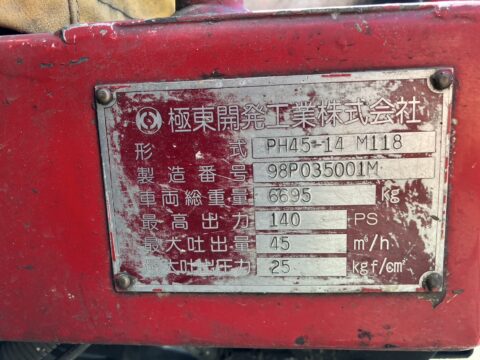 極東開発工業株式会社
形式 PH45-14 M118
製造番号 98P035001M
車両総重量 6695 kg
最高出力 140 PS
最大吐出量 45 m³/h
最大吐出圧力 25 kgf/cm²